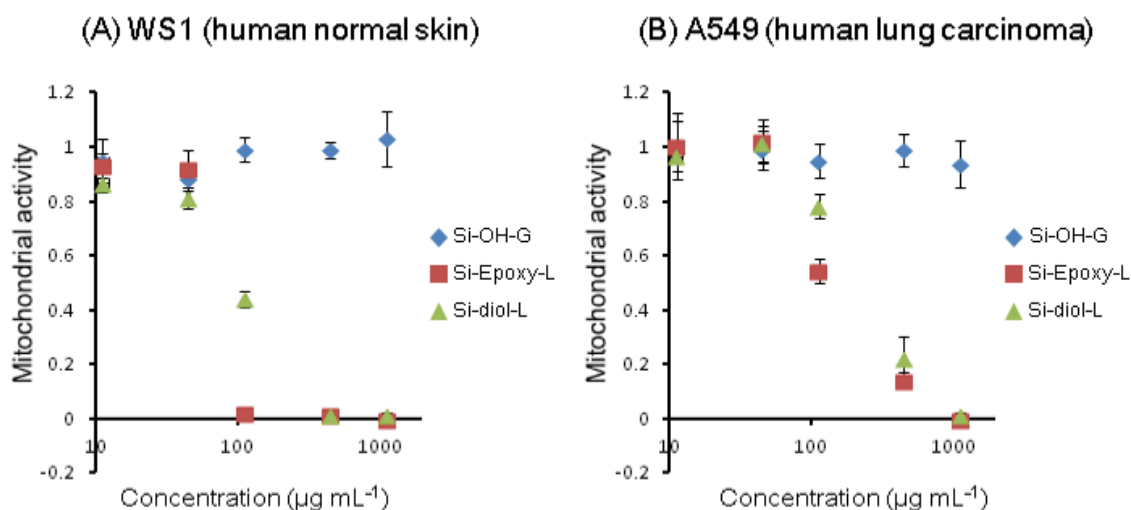 (A) WS1 (human normal skin)
1.2
1
0.8
0.6
0.4
0.2
0
-0.2
10
100
1000
Mitochondrial activity
Concentration (µg mL-1)
Si-OH-G
Si-Epoxy-L
Si-diol-L
(B) A549 (human lung carcinoma)
1.2
1
0.8
0.6
0.4
0.2
0
-0.2
10
100
1000
Mitochondrial activity
Concentration (µg mL-1)
Si-OH-G
Si-Epoxy-L
Si-diol-L